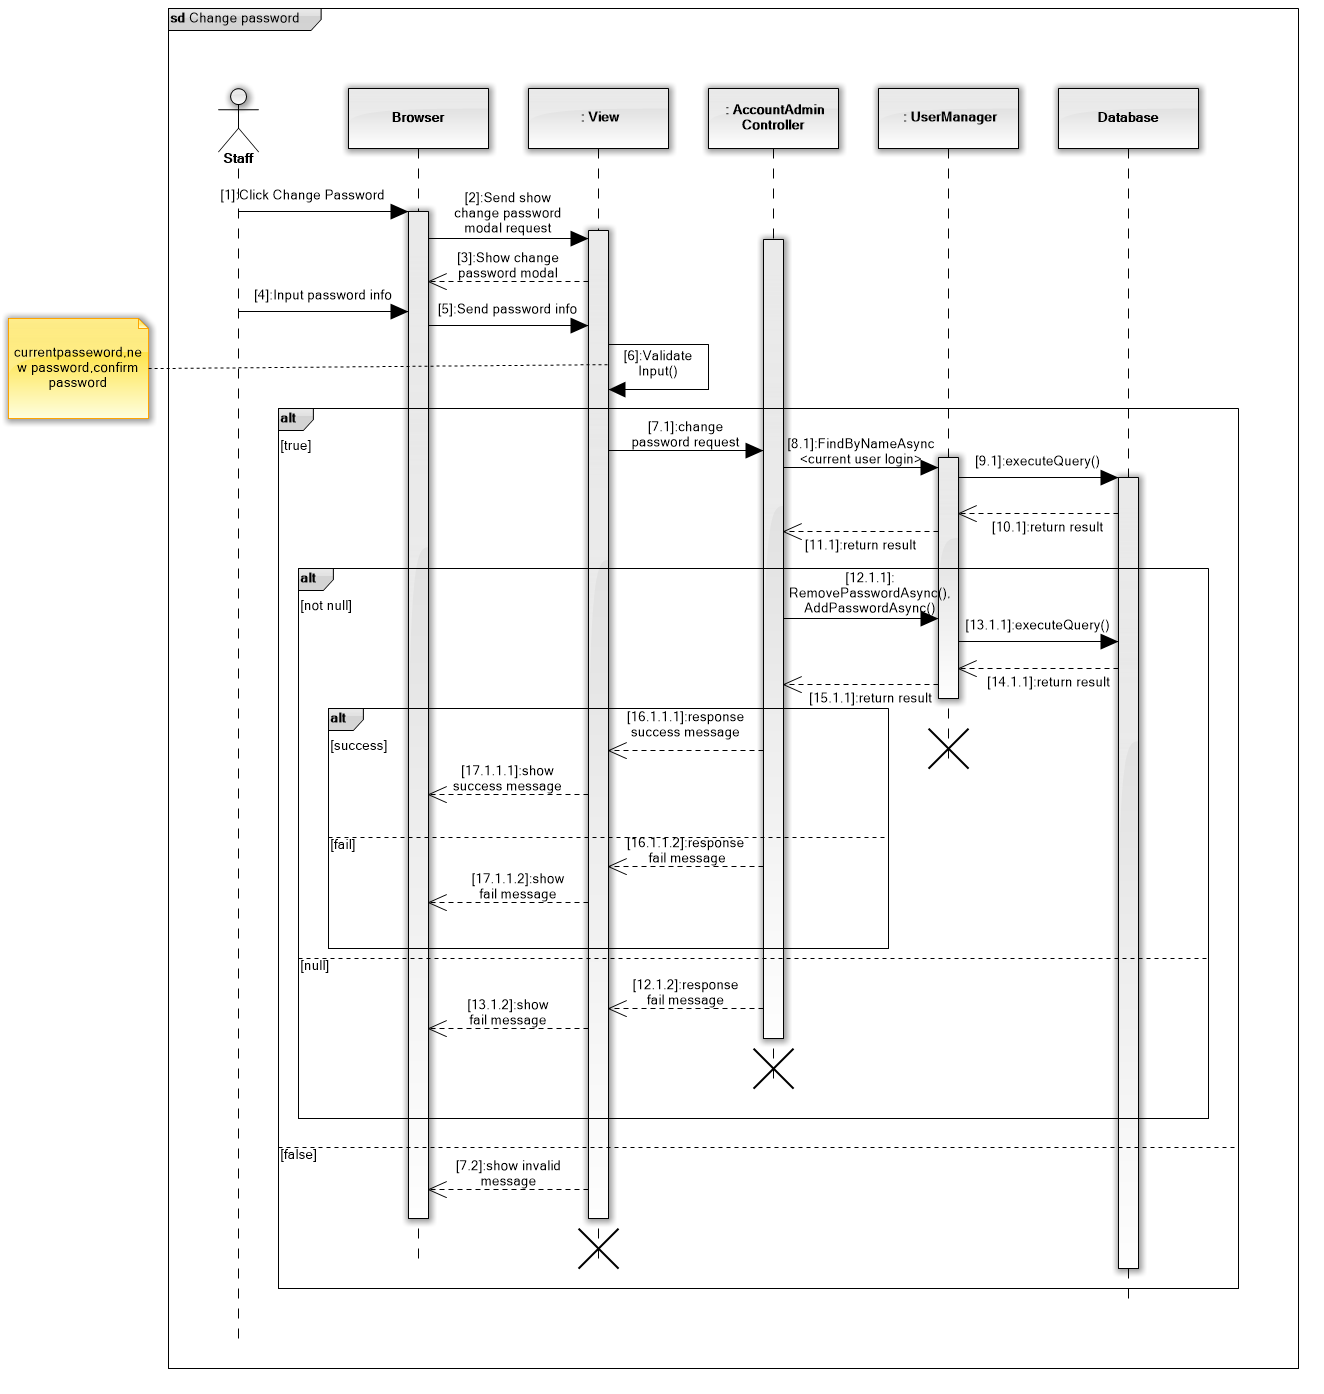 sd Change password
Staff
Browser
: View
: AccountAdmin
Controller
: UserManager
Database
[1]:Click Change Password
[2]:Send show
change password
modal request
[3]:Show change
password modal
[4]:Input password info
[5]:Send password info
currentpasseword,ne
w password,confirm
password
[6]:Validate
Input()
alt
[true]
[7.1]:change
password request
[8.1]:FindByNameAsync
<current user login>
[9.1]:executeQuery()
[10.1]:return result
[11.1]:return result
alt
[not null]
[12.1.1]:
RemovePasswordAsync(),
AddPasswordAsync()
[13.1.1]:executeQuery()
[14.1.1]:return result
[15.1.1]:return result
alt
[success]
[16.1.1.1]:response
success message
[17.1.1.1]:show
success message
[fail]
[16.1.1.2]:response
fail message
[17.1.1.2]:show
fail message
[null]
[12.1.2]:response
fail message
[13.1.2]:show
fail message
[false]
[7.2]:show invalid
message